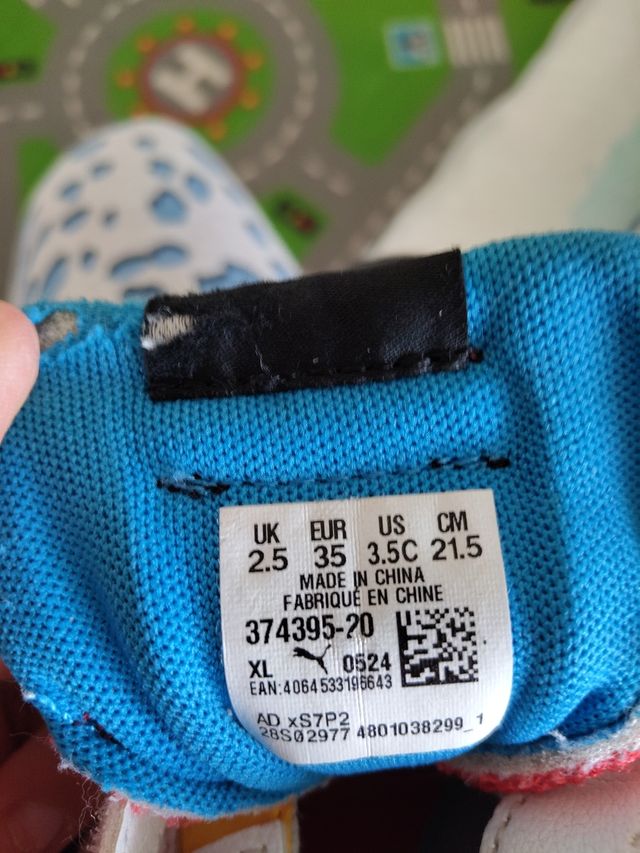 UK EUR US CM
2.5 35 3.5C 21.5
MADE IN CHINA
FABRIQUÉ EN CHINE
374395-20
XL 0524
EAN:4064533196643
AD xS7P2
28S02977 4801038299_1
H